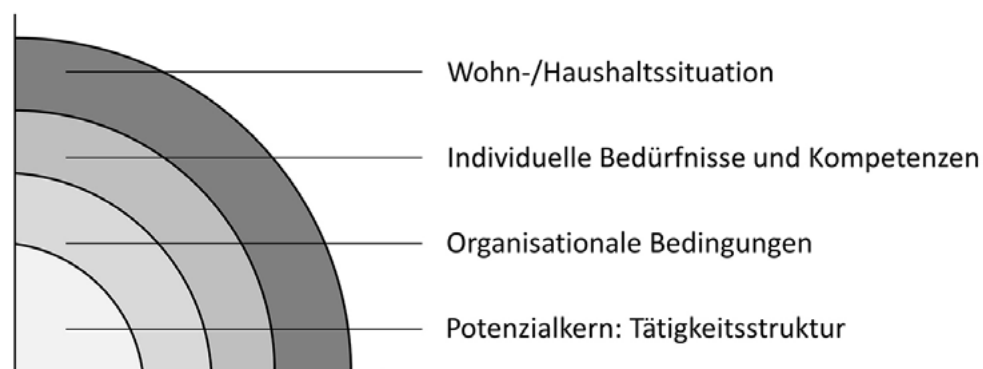 Wohn-/Haushaltssituation
Individuelle Bedürfnisse und Kompetenzen
Organisationale Bedingungen
Potenzialkern: Tätigkeitsstruktur